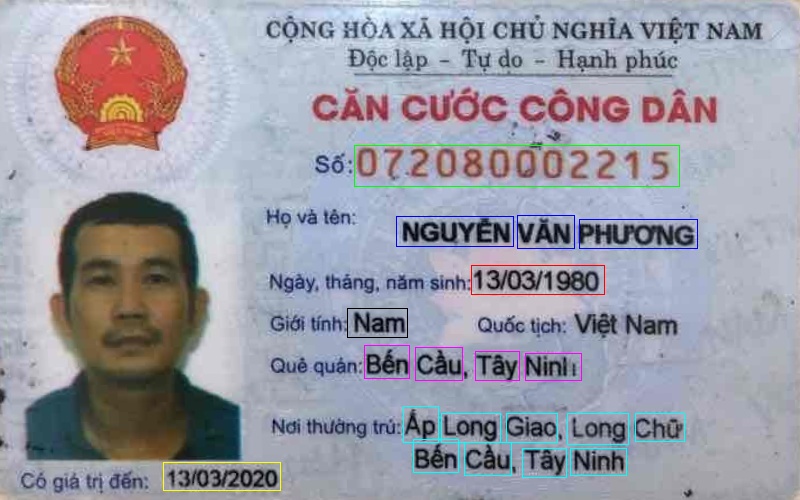 CỘNG HÒA XÃ HỘI CHỦ NGHĨA VIỆT NAM
Độc lập - Tự do - Hạnh phúc
CĂN CƯỚC CÔNG DÂN
Số: 072080002215
Họ và tên: NGUYỄN VĂN PHƯƠNG
Ngày, tháng, năm sinh: 13/03/1980
Giới tính: Nam Quốc tịch: Việt Nam
Quê quán: Bến Cầu, Tây Ninh
Nơi thường trú: Ấp Long Giao, Long Chữ
Bến Cầu, Tây Ninh
Có giá trị đến: 13/03/2020